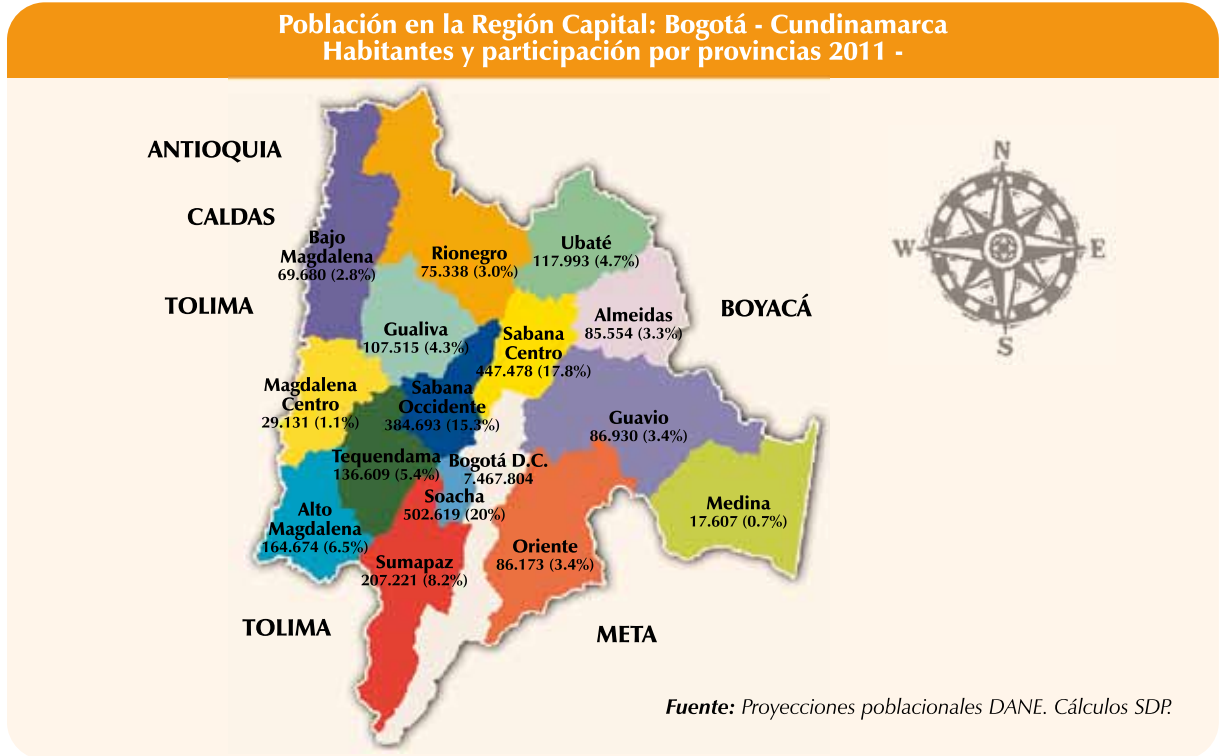 Población en la Región Capital: Bogotá - Cundinamarca
Habitantes y participación por provincias 2011 -
ANTIOQUIA
CALDAS
TOLIMA
BOYACÁ
TOLIMA
META
N
W
E
S
Bajo
Magdalena
69.680 (2.8%)
Rionegro
75.338 (3.0%)
Ubaté
117.993 (4.7%)
Gualiva
107.515 (4.3%)
Sabana
Centro
447.478 (17.8%)
Almeidas
85.554 (3.3%)
Magdalena
Centro
29.131 (1.1%)
Sabana
Occidente
384.693 (15.3%)
Guavio
86.930 (3.4%)
Tequendama
136.609 (5.4%)
Bogotá D.C.
7.467.804
Soacha
502.619 (20%)
Medina
17.607 (0.7%)
Alto
Magdalena
164.674 (6.5%)
Sumapaz
207.221 (8.2%)
Oriente
86.173 (3.4%)
Fuente: Proyecciones poblacionales DANE. Cálculos SDP.